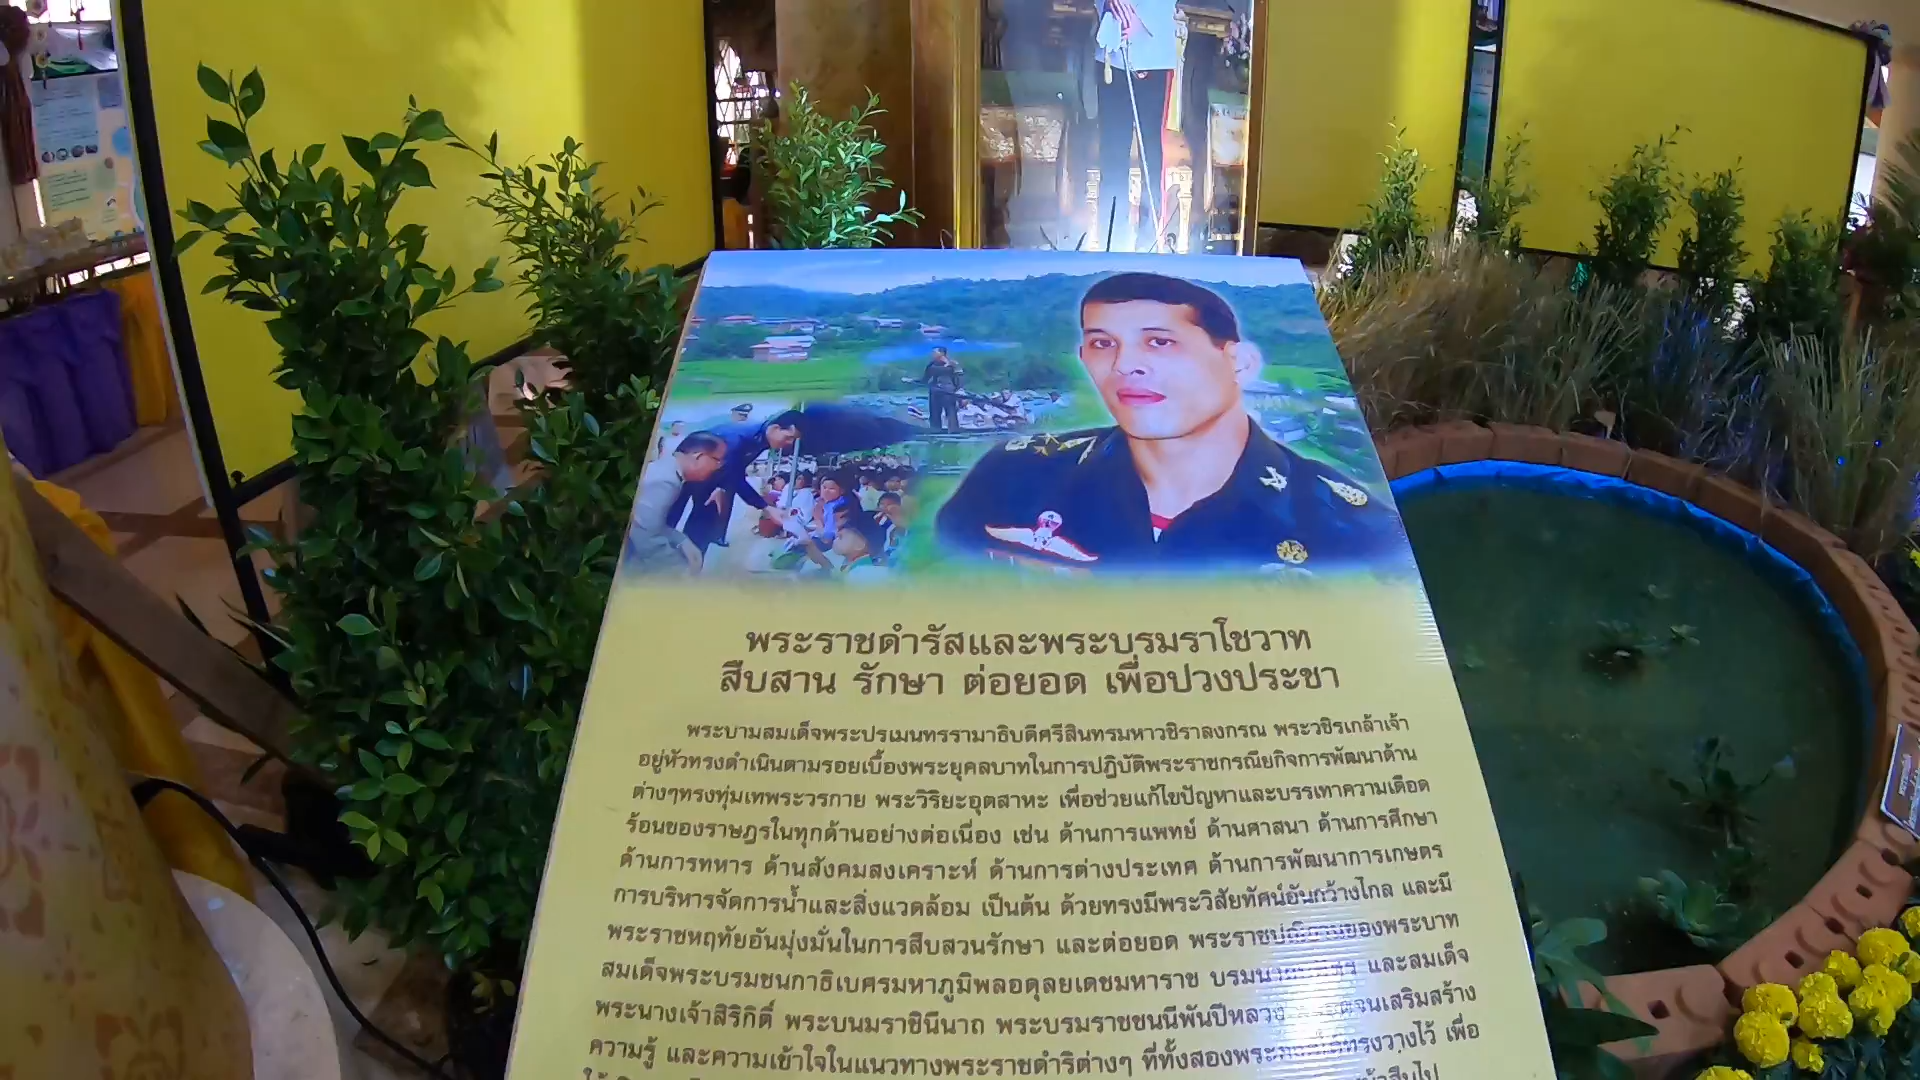 พระราชดำรัสและพระบรมราโชวาท
สืบสาน รักษา ต่อยอด เพื่อปวงประชา
พระบามสมเด็จพระปรเมนทรรามาธิบดีศรีสินทรมหาวชิราลงกรณ พระวชิรเกล้าเจ้า
อยู่หัวทรงดำเนินตามรอยเบื้องพระยุคลบาทในการปฏิบัติพระราชกรณียกิจการพัฒนาด้าน
ต่างๆทรงทุ่มเทพระวรกาย พระวิริยะอุตสาหะ เพื่อช่วยแก้ไขปัญหาและบรรเทาความเดือด
ร้อนของราษฎรในทุกด้านอย่างต่อเนื่อง เช่น ด้านการแพทย์ ด้านศาสนา ด้านการศึกษา
ด้านการทหาร ด้านสังคมสงเคราะห์ ด้านการต่างประเทศ ด้านการพัฒนาการเกษตร
การบริหารจัดการน้ำและสิ่งแวดล้อม เป็นต้น ด้วยทรงมีพระวิสัยทัศน์อันกว้างไกล และมี
พระราชหฤทัยอันมุ่งมั่นในการสืบสวนรักษา และต่อยอด พระราชปณิธานของพระบาท
สมเด็จพระบรมชนกาธิเบศรมหาภูมิพลอดุลยเดชมหาราช บรมนาถบพิตร และสมเด็จ
พระนางเจ้าสิริกิติ์ พระบนมราชินีนาถ พระบรมราชชนนีพันปีหลวง ตลอดจนเสริมสร้าง
ความรู้ และความเข้าใจในแนวทางพระราชดำริต่างๆ ที่ทั้งสองพระองค์ได้ทรงวางไว้ เพื่อ